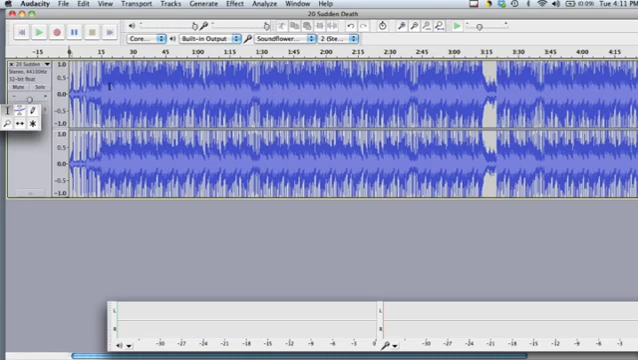 Audacity File Edit View Transport Tracks Generate Effect Analyze Window Help (0:09) Tue 4:11 PM
20 Sudden Death
Core... Built-in Output Soundflower... 2 (Ste...
-15 0 15 30 45 1:00 1:15 1:30 1:45 2:00 2:15 2:30 2:45 3:00 3:15 3:30 3:45 4:00 4:15
20 Sudden 1.0
Stereo, 44100Hz
32-bit float 0.5
Mute Solo
0.0
-0.5
-1.0
1.0
0.5
0.0
-0.5
-1.0
L L
R R
-30 -27 -24 -21 -18 -15 -12 -9 -6 -3 0 -30 -27 -24 -21 -18 -15 -12 -9 -6 -3